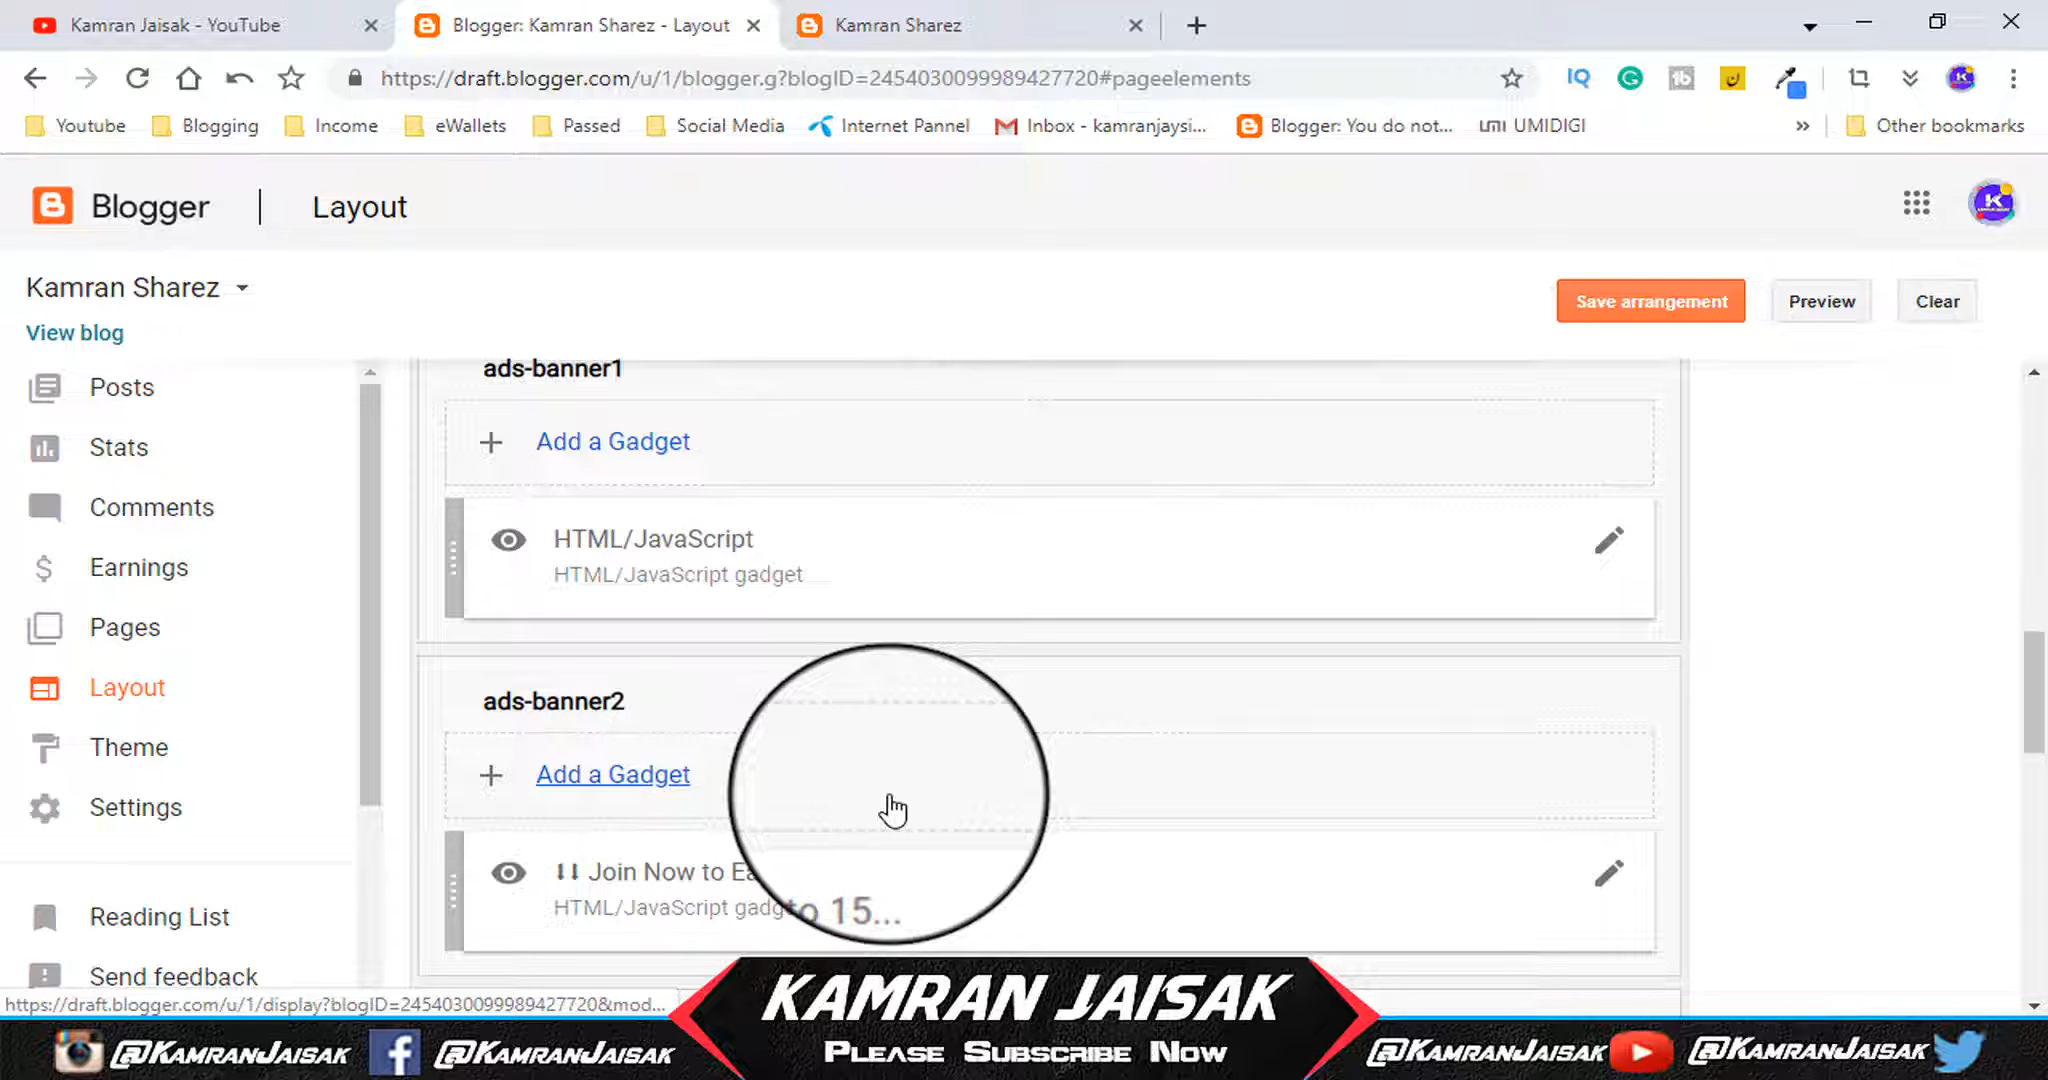 Kamran Jaisak - YouTube
Blogger: Kamran Sharez - Layout
Kamran Sharez
https://draft.blogger.com/u/1/blogger.g?blogID=2454030099989427720#pageelements
Youtube
Blogging
Income
eWallets
Passed
Social Media
Internet Pannel
Inbox - kamranjaysi...
Blogger: You do not...
UMIDIGI
Other bookmarks
Blogger
Layout
Kamran Sharez
View blog
Save arrangement
Preview
Clear
Posts
Stats
Comments
Earnings
Pages
Layout
Theme
Settings
Reading List
Send feedback
ads-banner1
Add a Gadget
HTML/JavaScript
HTML/JavaScript gadget
ads-banner2
Add a Gadget
Join Now to Ea
HTML/JavaScript gadg
to 15...
https://draft.blogger.com/u/1/display?blogID=2454030099989427720&mod...
KAMRAN JAISAK
PLEASE SUBSCRIBE NOW
@KAMRANJAISAK
@KAMRANJAISAK
@KAMRANJAISAK
@KAMRANJAISAK